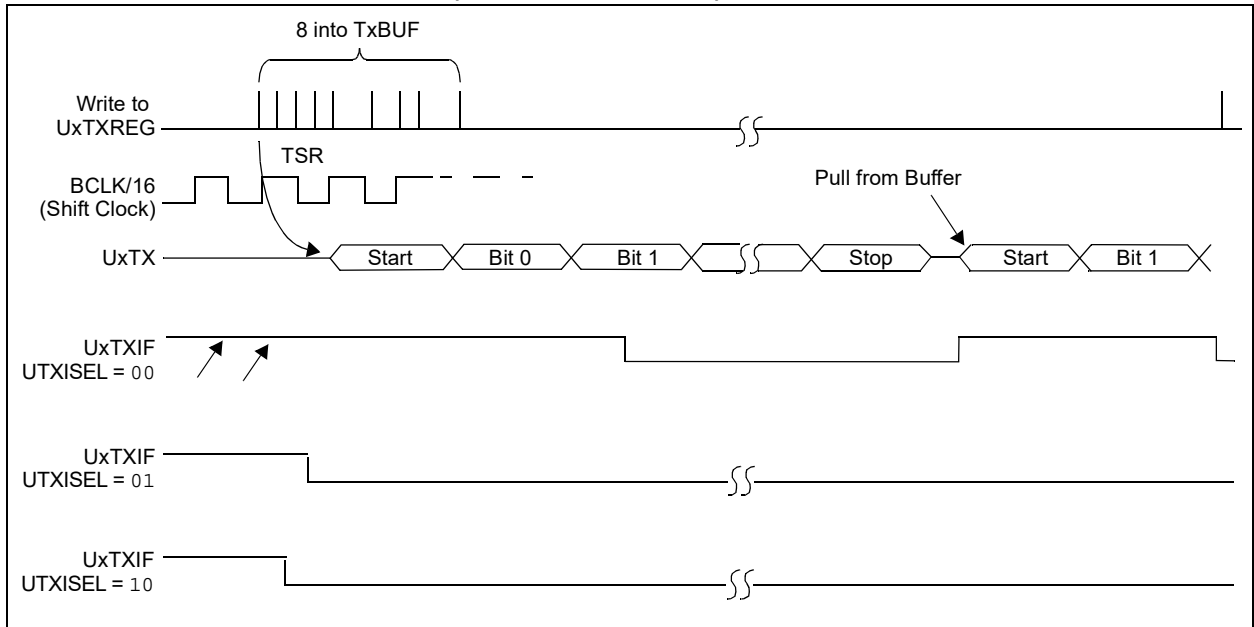 8 into TxBUF
Write to
UxTXREG
TSR
BCLK/16
(Shift Clock)
Pull from Buffer
UxTX
Start
Bit 0
Bit 1
Stop
Start
Bit 1
UxTXIF
UTXISEL = 00
UxTXIF
UTXISEL = 01
UxTXIF
UTXISEL = 10